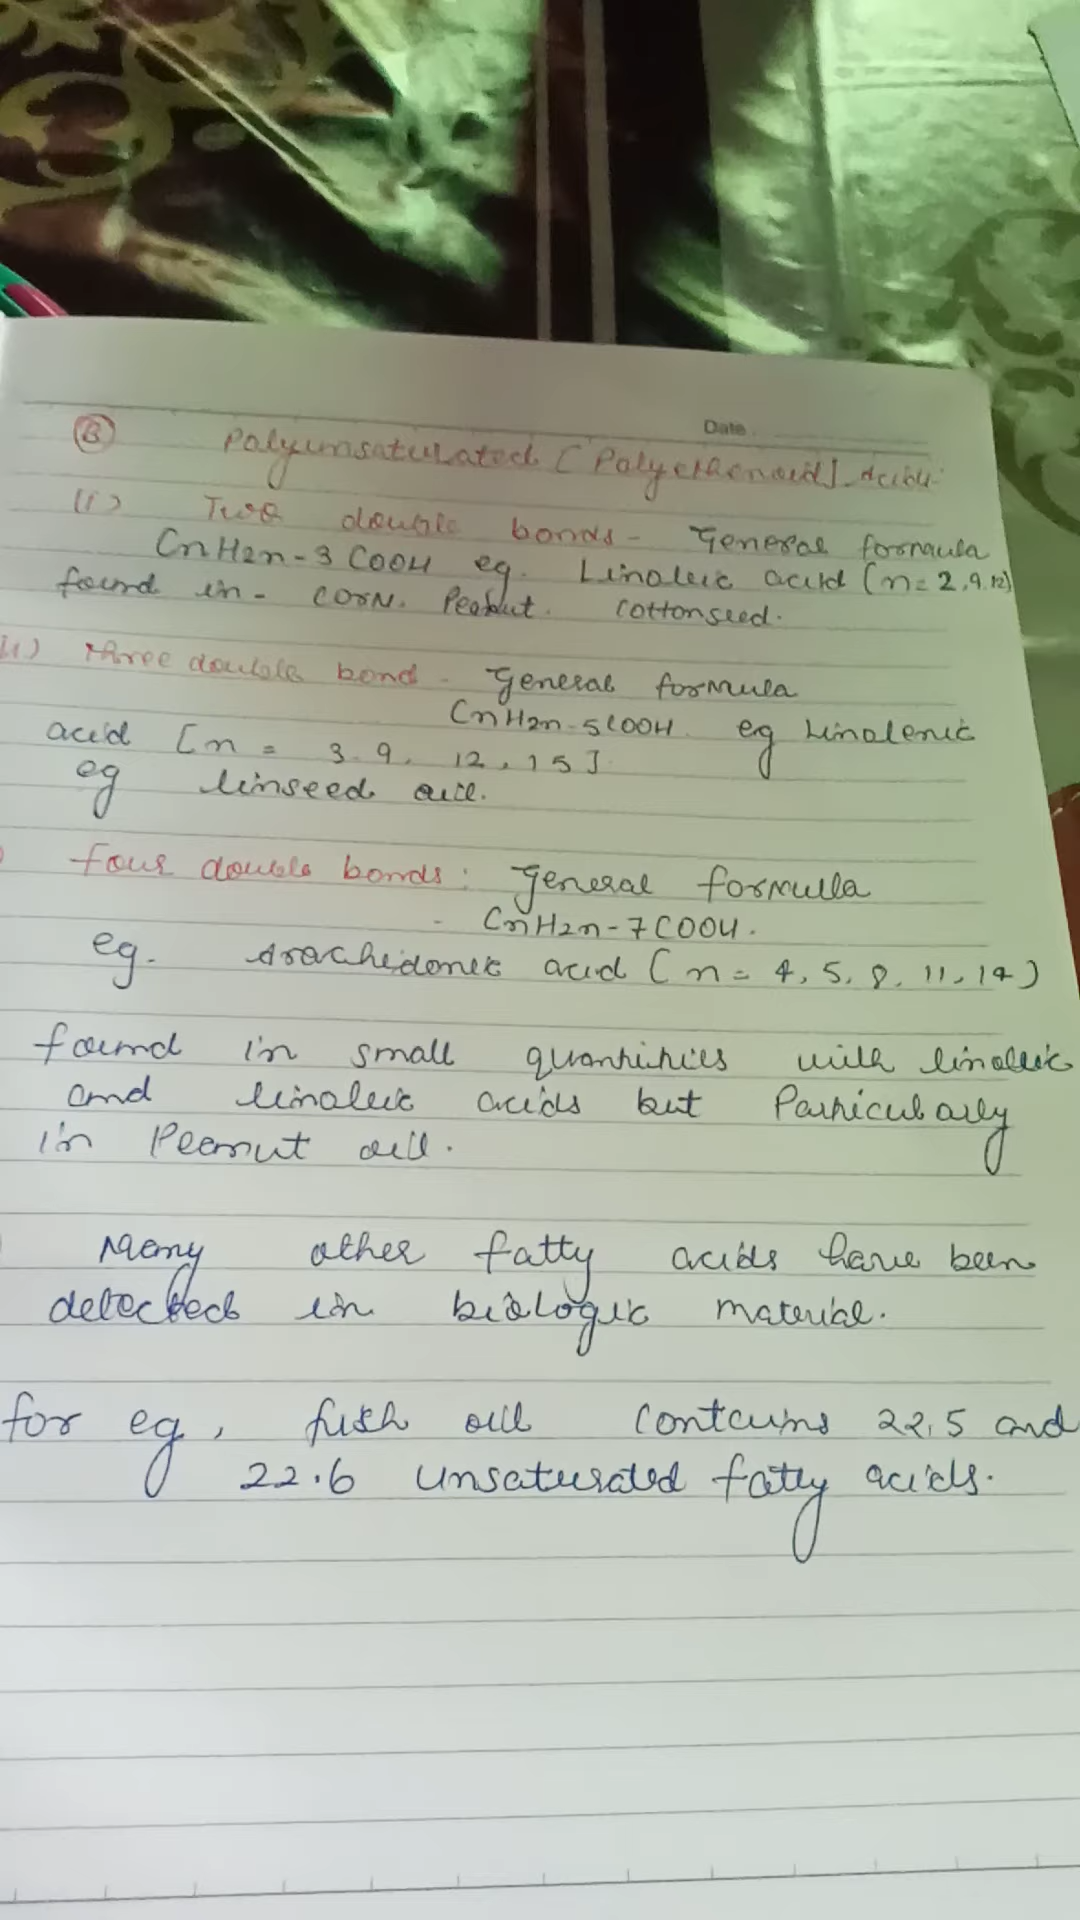 Date
(B) Polyunsaturated [Polyethenoid] Acids
(i) Two double bonds - General formula
CnH2n-3 COOH eg. Linoleic acid (n=2,9,12)
found in - corn. Peanut. cottonseed.
ii) three double bond - General formula
CnH2n-5COOH. eg Linolenic
acid [n = 3. 9, 12, 15]
eg linseed oil.
) four double bonds: General formulla
- CnH2n-7COOH.
eg. Arachidonic acid (n = 4, 5, 8, 11, 14)
found in small quantities with linoleic
and linoleic acids but Particularly
in Peanut oil.
Many other fatty acids have been
detected in biologic material.
for eg, fish oil contains 22,5 and
22.6 unsaturated fatty acids.